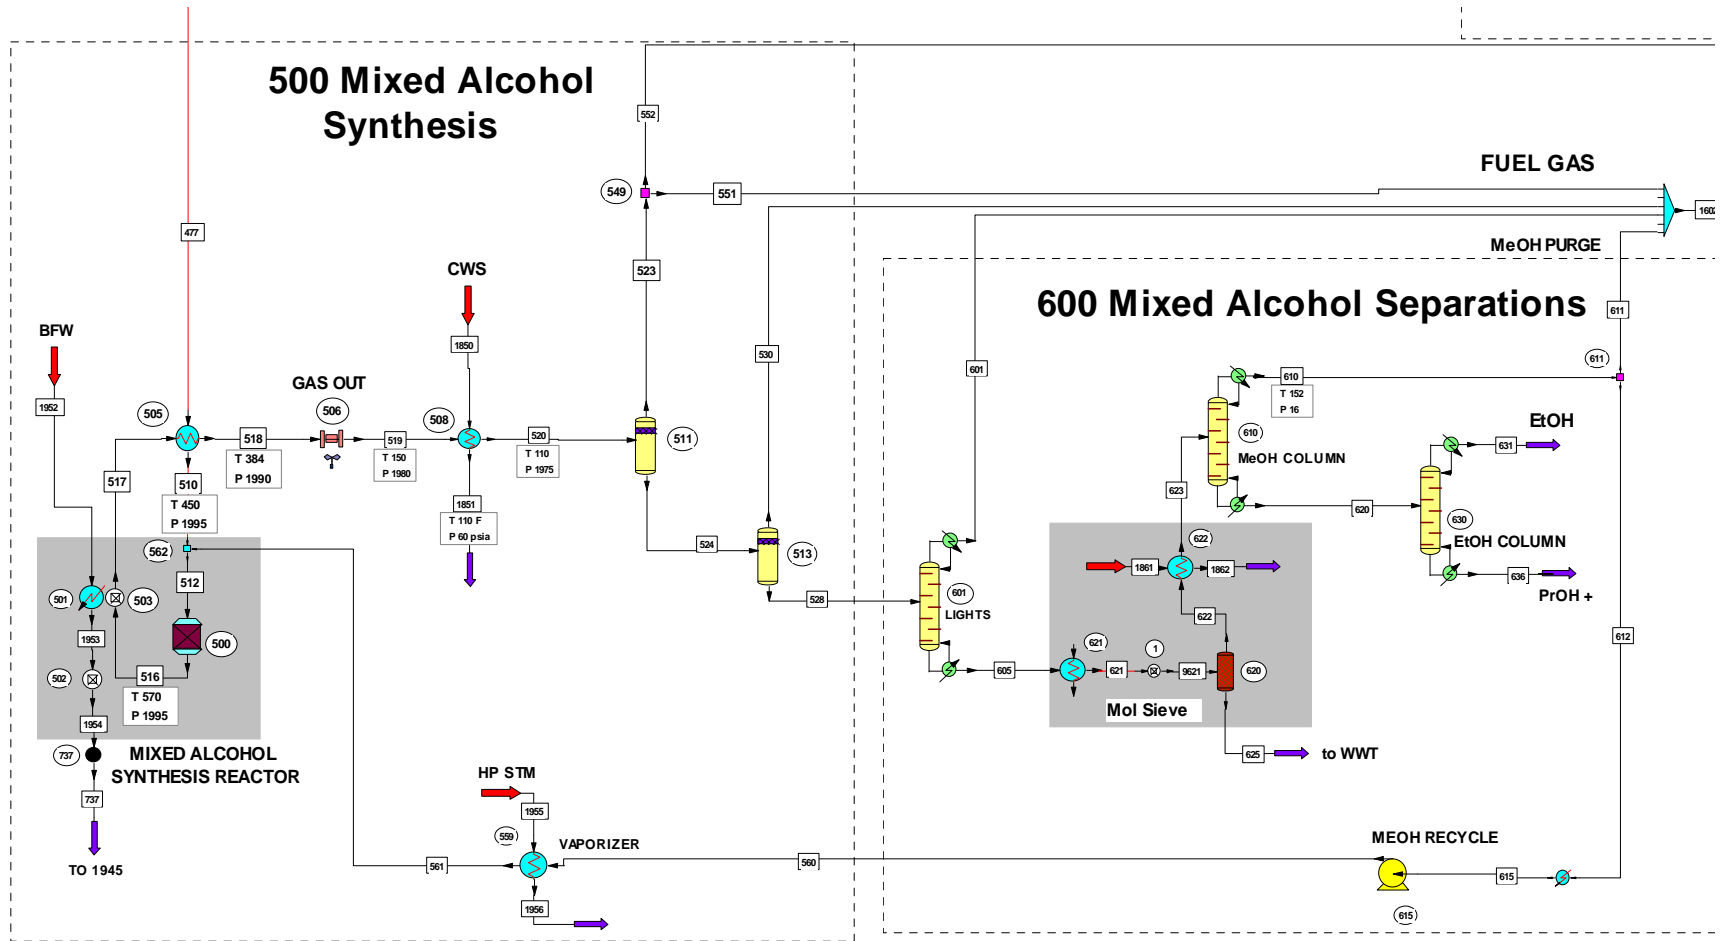 500 Mixed Alcohol
Synthesis
552
549
551
FUEL GAS
1602
477
MeOH PURGE
CWS
523
600 Mixed Alcohol Separations
BFW
1850
530
601
611
611
GAS OUT
610
T 152
P 16
1952
505
506
508
511
610
EtOH
631
518
T 384
P 1990
519
T 150
P 1980
520
T 110
P 1975
MeOH COLUMN
517
510
T 450
P 1995
623
1851
T 110 F
P 60 psia
620
630
EtOH COLUMN
562
524
513
622
1861
1862
636
PrOH +
501
503
512
528
601
LIGHTS
622
1953
500
621
1
612
502
516
T 570
P 1995
605
621
9621
620
Mol Sieve
1954
737
MIXED ALCOHOL
SYNTHESIS REACTOR
625
to WWT
HP STM
737
1955
559
VAPORIZER
MEOH RECYCLE
TO 1945
561
560
615
1956
615